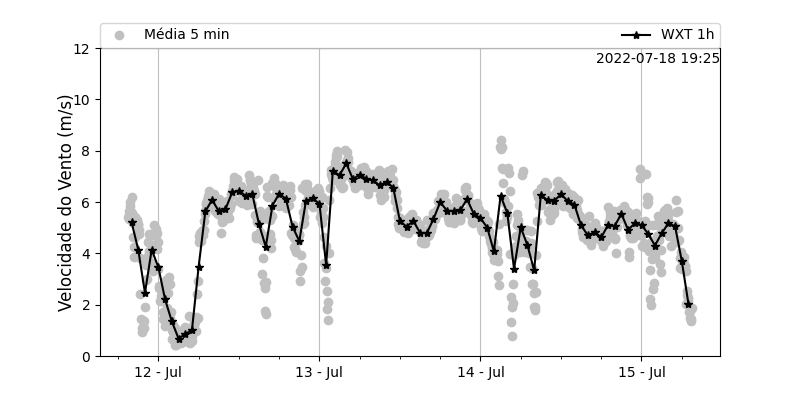 Média 5 min
WXT 1h
2022-07-18 19:25
Velocidade do Vento (m/s)
12
10
8
6
4
2
0
12 - Jul
13 - Jul
14 - Jul
15 - Jul